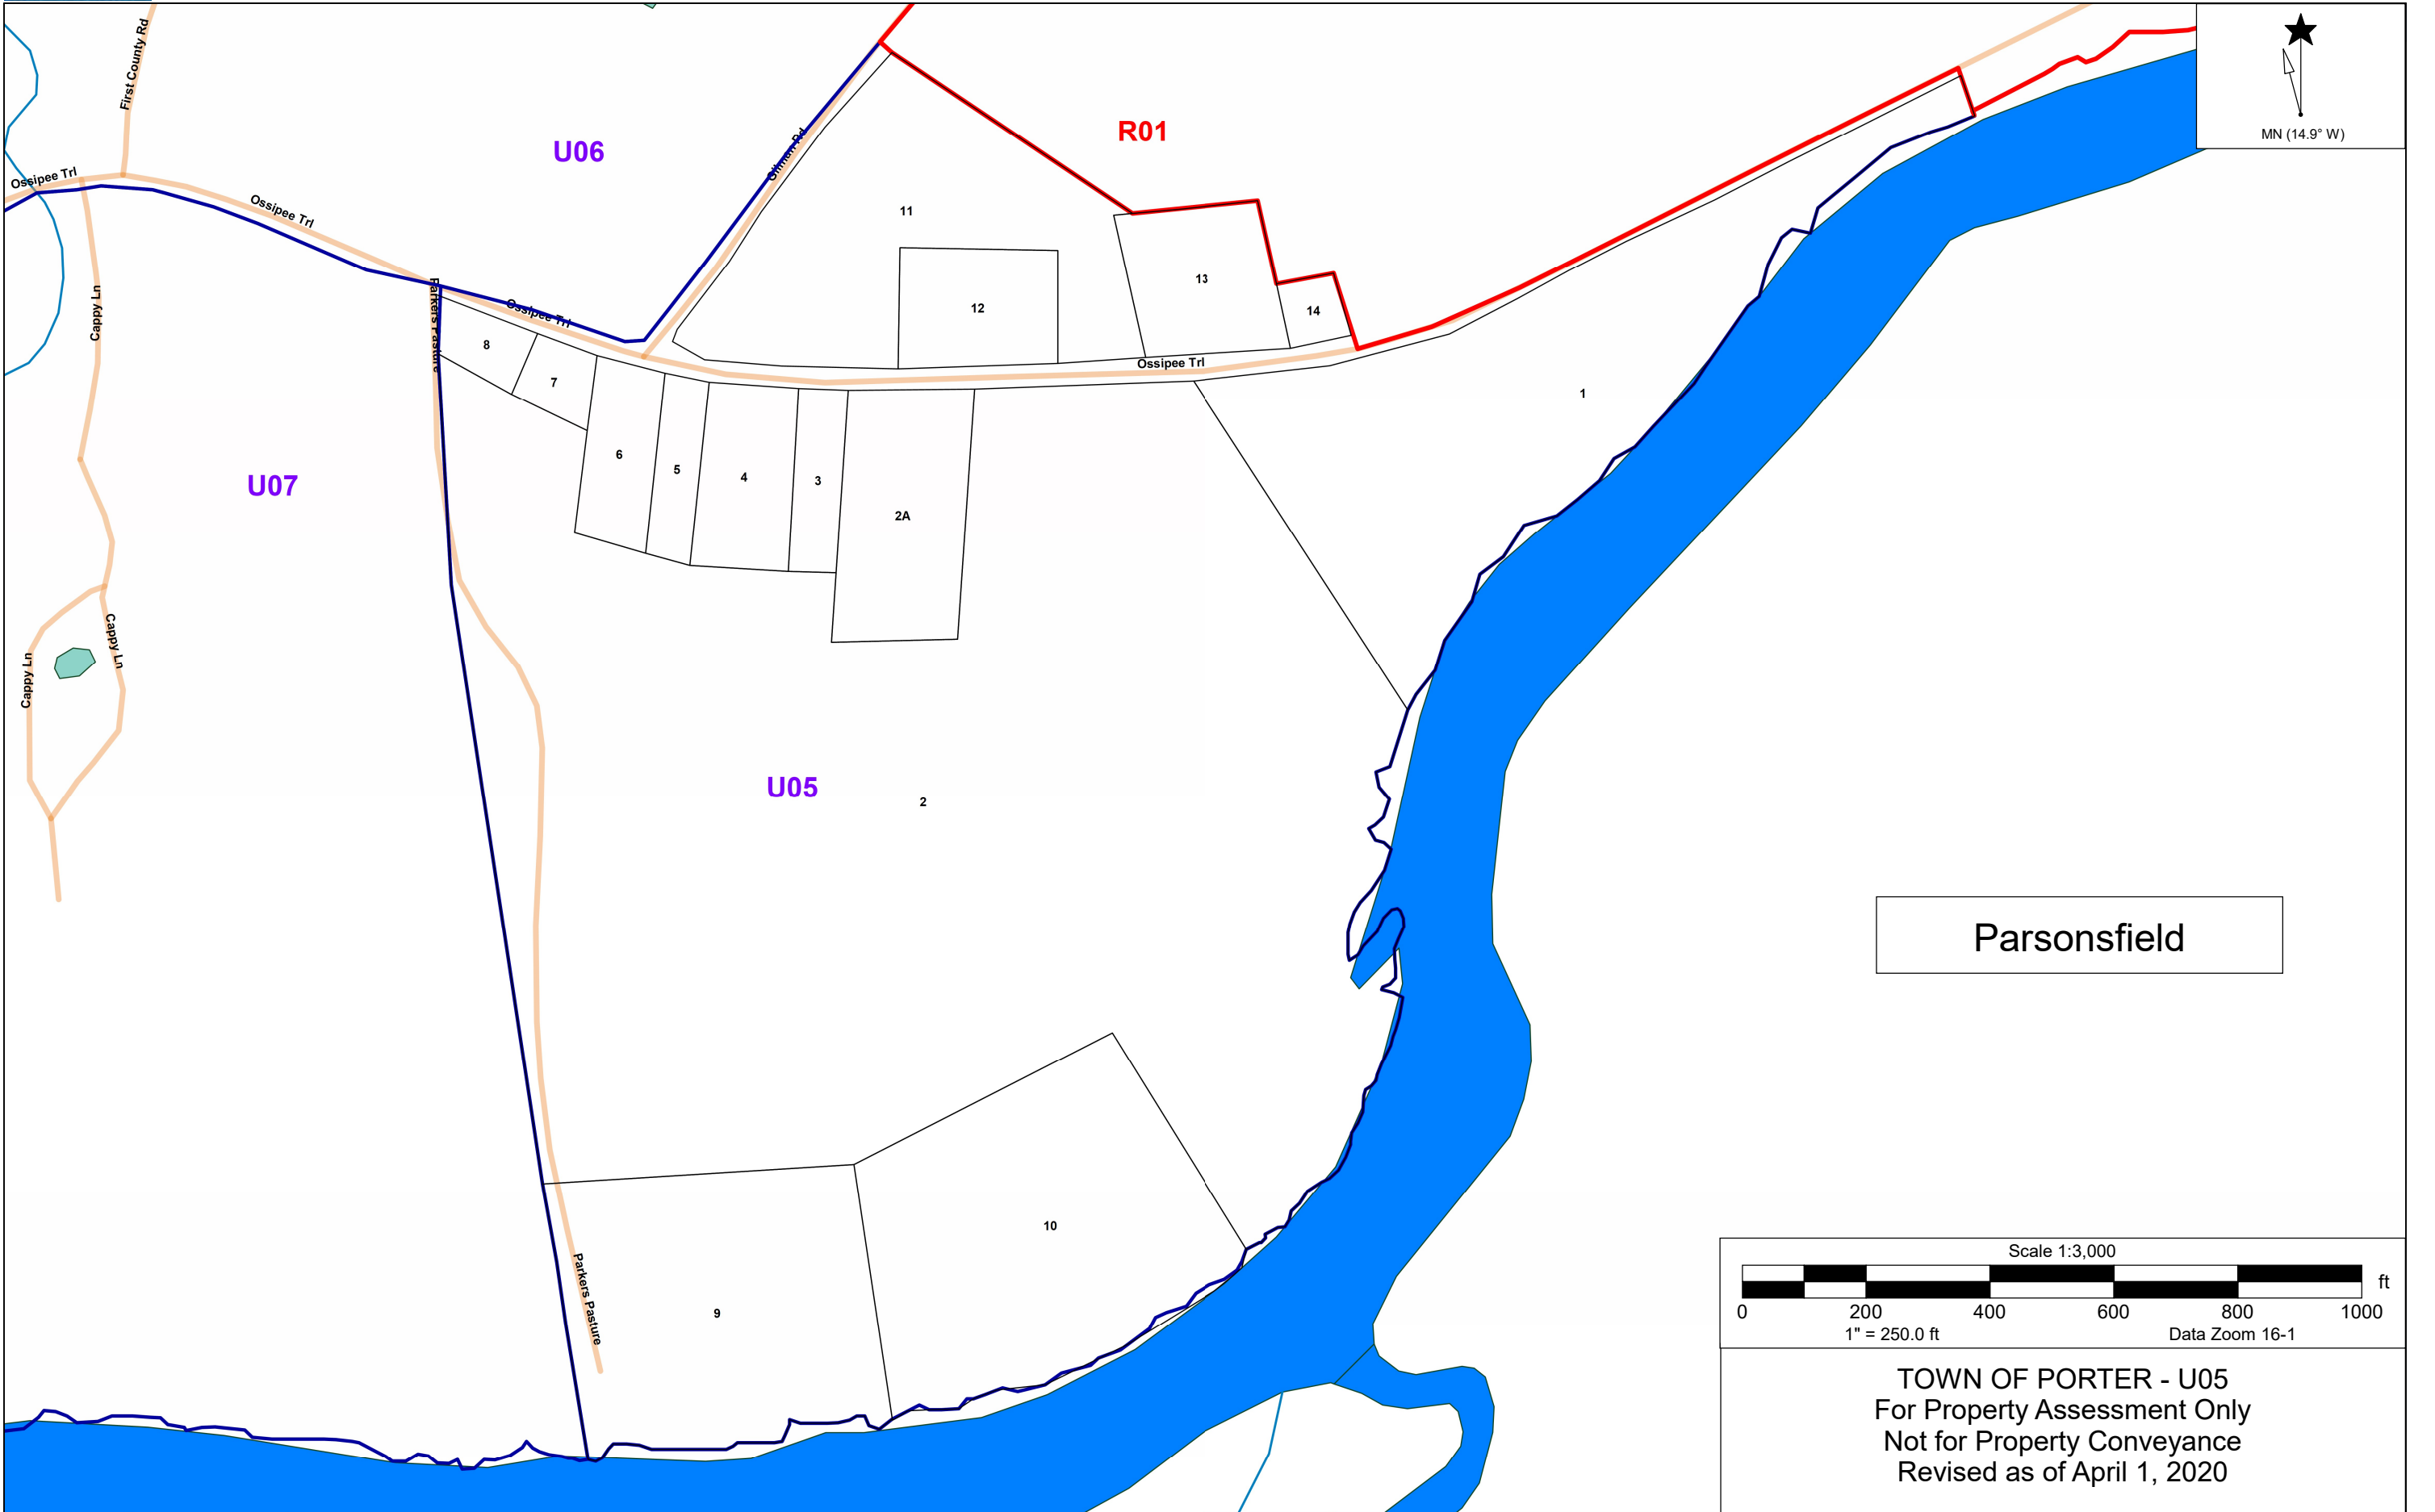 First County Rd
MN (14.9° W)
R01
U06
Gilman Rd
Ossipee Trl
Ossipee Trl
11
13
Cappy Ln
Parkers Pasture
Ossipee Trl
12
14
8
Ossipee Trl
7
1
6
5
4
3
U07
2A
Cappy Ln
Cappy Ln
U05
2
Parsonsfield
10
9
Parkers Pasture
Scale 1:3,000
ft
0 200 400 600 800 1000
1" = 250.0 ft Data Zoom 16-1
TOWN OF PORTER - U05
For Property Assessment Only
Not for Property Conveyance
Revised as of April 1, 2020